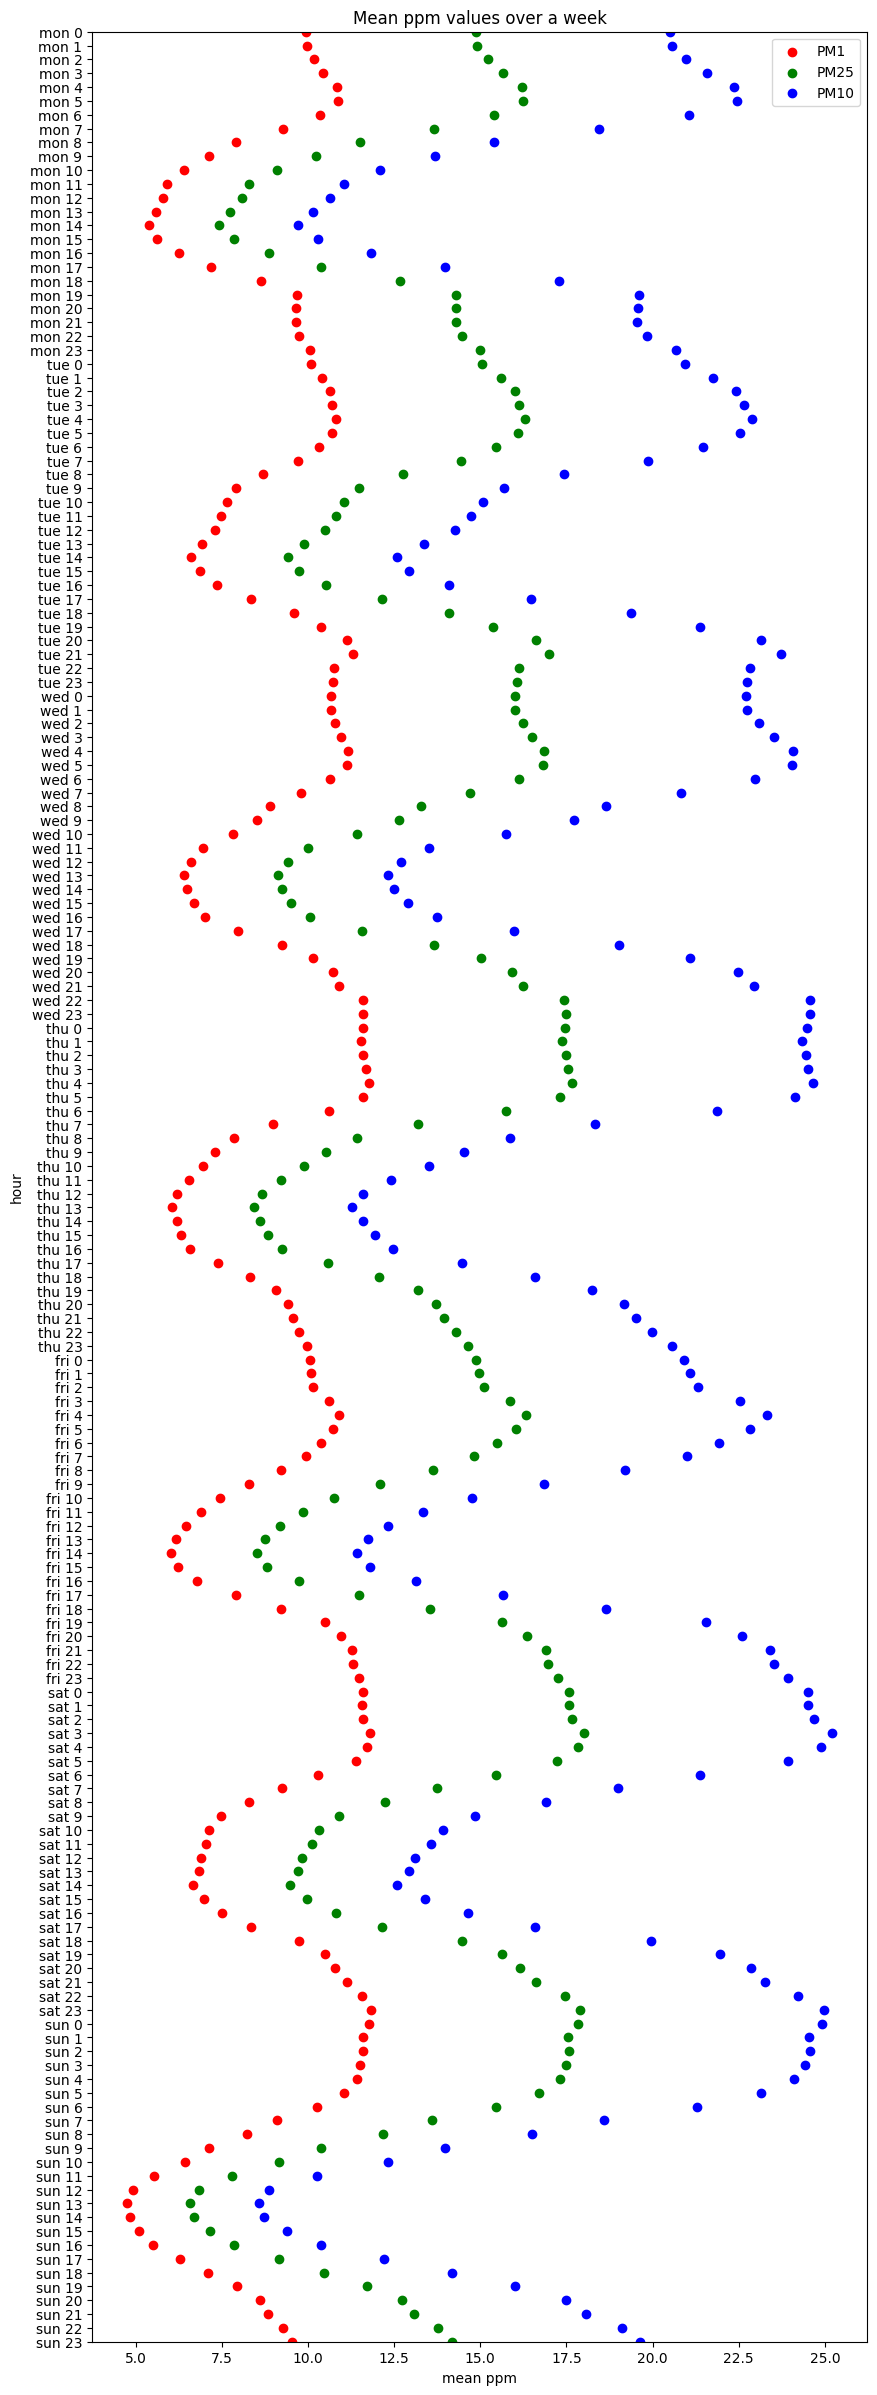 Mean ppm values over a week
PM1
PM25
PM10
mon 0
mon 1
mon 2
mon 3
mon 4
mon 5
mon 6
mon 7
mon 8
mon 9
mon 10
mon 11
mon 12
mon 13
mon 14
mon 15
mon 16
mon 17
mon 18
mon 19
mon 20
mon 21
mon 22
mon 23
tue 0
tue 1
tue 2
tue 3
tue 4
tue 5
tue 6
tue 7
tue 8
tue 9
tue 10
tue 11
tue 12
tue 13
tue 14
tue 15
tue 16
tue 17
tue 18
tue 19
tue 20
tue 21
tue 22
tue 23
wed 0
wed 1
wed 2
wed 3
wed 4
wed 5
wed 6
wed 7
wed 8
wed 9
wed 10
wed 11
wed 12
wed 13
wed 14
wed 15
wed 16
wed 17
wed 18
wed 19
wed 20
wed 21
wed 22
wed 23
thu 0
thu 1
thu 2
thu 3
thu 4
thu 5
thu 6
thu 7
thu 8
thu 9
thu 10
thu 11
thu 12
thu 13
thu 14
thu 15
thu 16
thu 17
thu 18
thu 19
thu 20
thu 21
thu 22
thu 23
fri 0
fri 1
fri 2
fri 3
fri 4
fri 5
fri 6
fri 7
fri 8
fri 9
fri 10
fri 11
fri 12
fri 13
fri 14
fri 15
fri 16
fri 17
fri 18
fri 19
fri 20
fri 21
fri 22
fri 23
sat 0
sat 1
sat 2
sat 3
sat 4
sat 5
sat 6
sat 7
sat 8
sat 9
sat 10
sat 11
sat 12
sat 13
sat 14
sat 15
sat 16
sat 17
sat 18
sat 19
sat 20
sat 21
sat 22
sat 23
sun 0
sun 1
sun 2
sun 3
sun 4
sun 5
sun 6
sun 7
sun 8
sun 9
sun 10
sun 11
sun 12
sun 13
sun 14
sun 15
sun 16
sun 17
sun 18
sun 19
sun 20
sun 21
sun 22
sun 23
hour
5.0 7.5 10.0 12.5 15.0 17.5 20.0 22.5 25.0
mean ppm